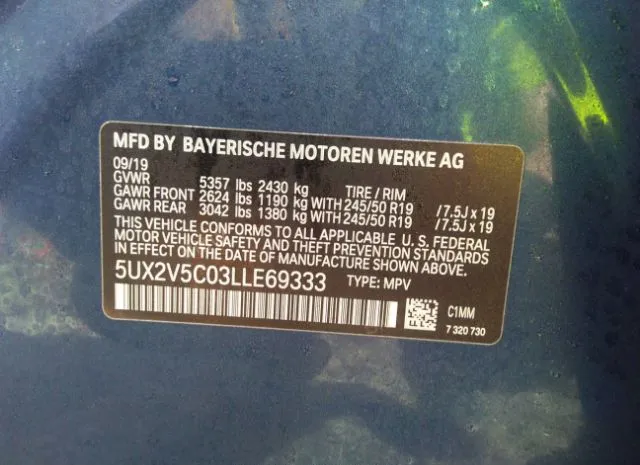 MFD BY BAYERISCHE MOTOREN WERKE AG
09/19
GVWR 5357 lbs 2430 kg TIRE / RIM
GAWR FRONT 2624 lbs 1190 kg WITH 245/50 R19 / 7.5J x 19
GAWR REAR 3042 lbs 1380 kg WITH 245/50 R19 / 7.5J x 19
THIS VEHICLE CONFORMS TO ALL APPLICABLE U. S. FEDERAL
MOTOR VEHICLE SAFETY AND THEFT PREVENTION STANDARDS
IN EFFECT ON THE DATE OF MANUFACTURE SHOWN ABOVE.
5UX2V5C03LLE69333 TYPE: MPV
C1MM
7 320 730